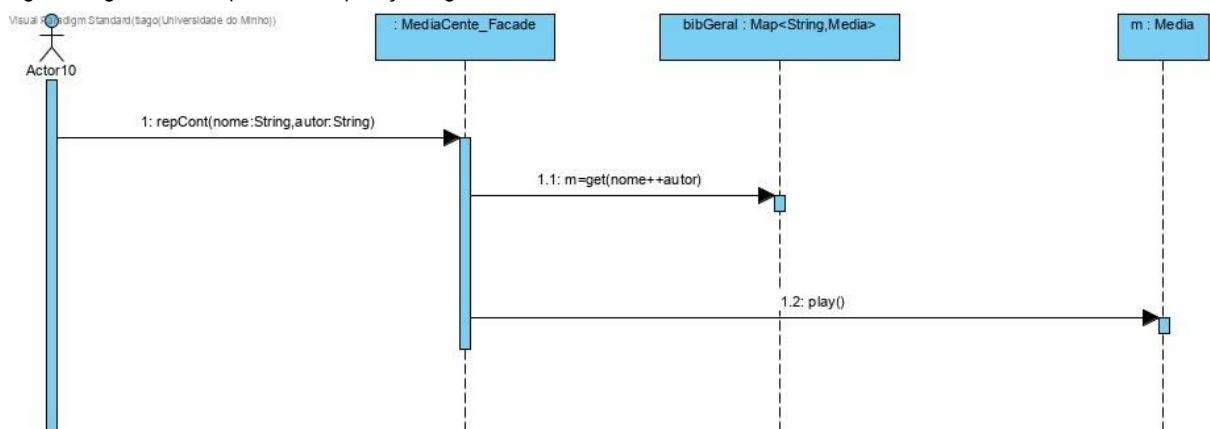 Visual Paradigm Standard(tiago(Universidade do Minho))
: MediaCente_Facade
bibGeral : Map<String,Media>
m : Media
Actor10
1: repCont(nome:String,autor:String)
1.1: m=get(nome++autor)
1.2: play()